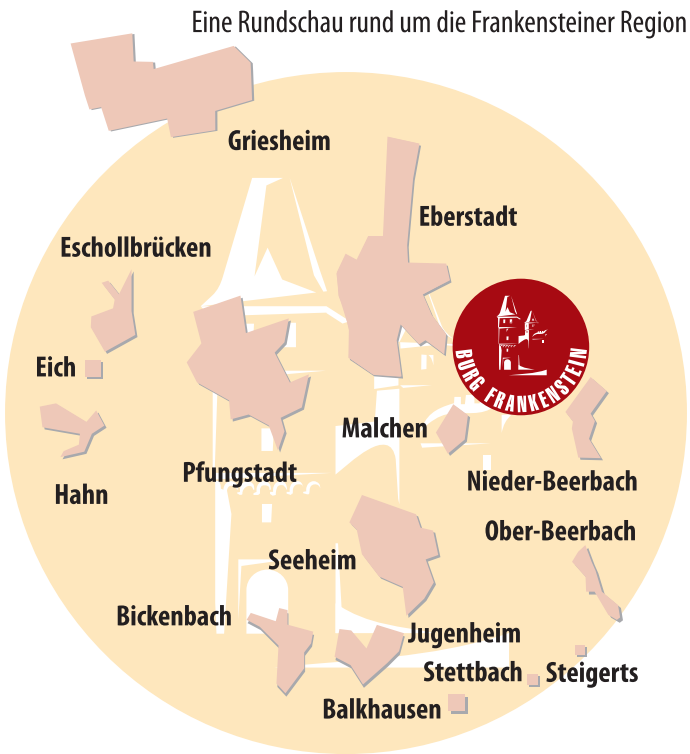 Eine Rundschau rund um die Frankensteiner Region
Griesheim
Eberstadt
Eschollbrücken
Eich
BURG FRANKENSTEIN
Malchen
Pfungstadt
Nieder-Beerbach
Hahn
Ober-Beerbach
Seeheim
Bickenbach
Jugenheim
Stettbach
Steigerts
Balkhausen